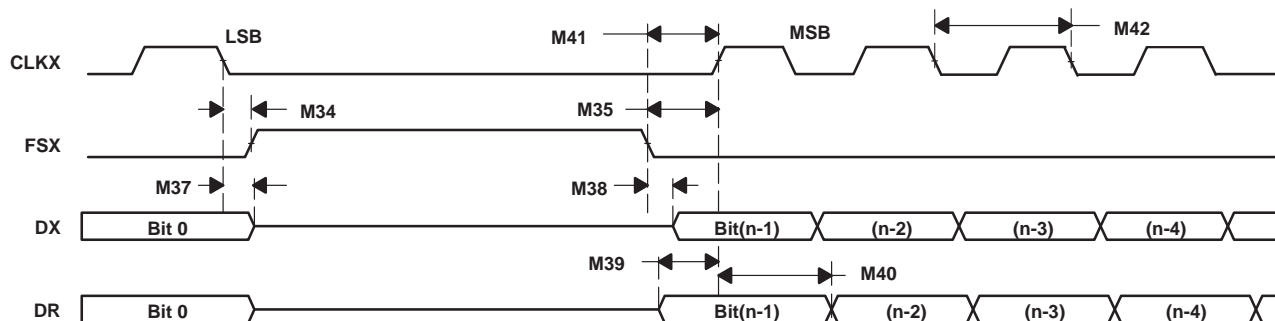 LSB M41 MSB M42
CLKX
M34 M35
FSX
M37 M38
DX Bit 0 Bit(n-1) (n-2) (n-3) (n-4)
M39 M40
DR Bit 0 Bit(n-1) (n-2) (n-3) (n-4)